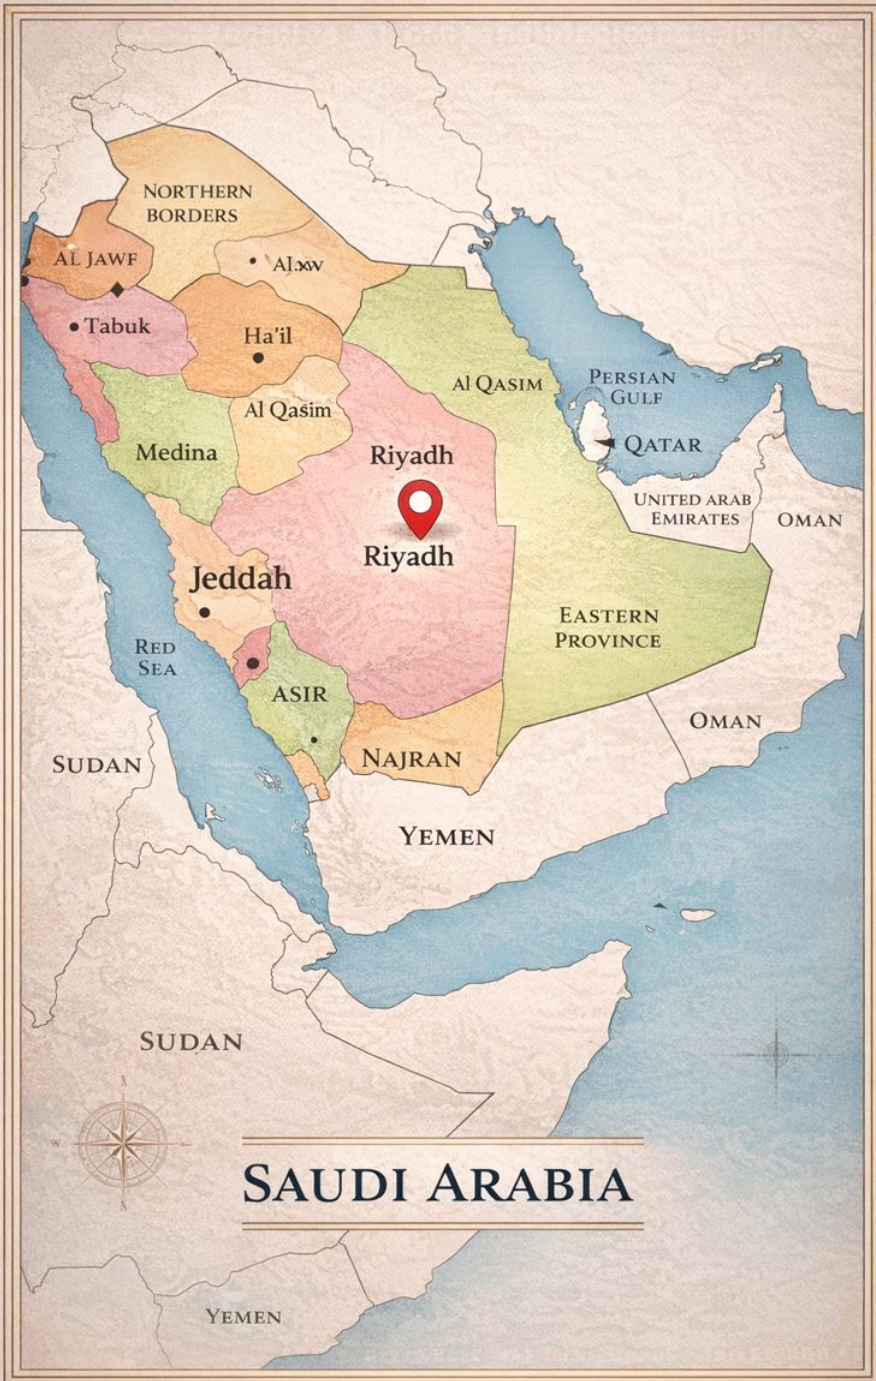 NORTHERN
BORDERS
AL JAWF
Tabuk
Ha'il
Al Qasim
Al Qasim
PERSIAN
GULF
QATAR
Medina
Riyadh
UNITED ARAB
EMIRATES
OMAN
Riyadh
Jeddah
EASTERN
PROVINCE
RED
SEA
ASIR
OMAN
NAJRAN
SUDAN
YEMEN
SUDAN
SAUDI ARABIA
YEMEN